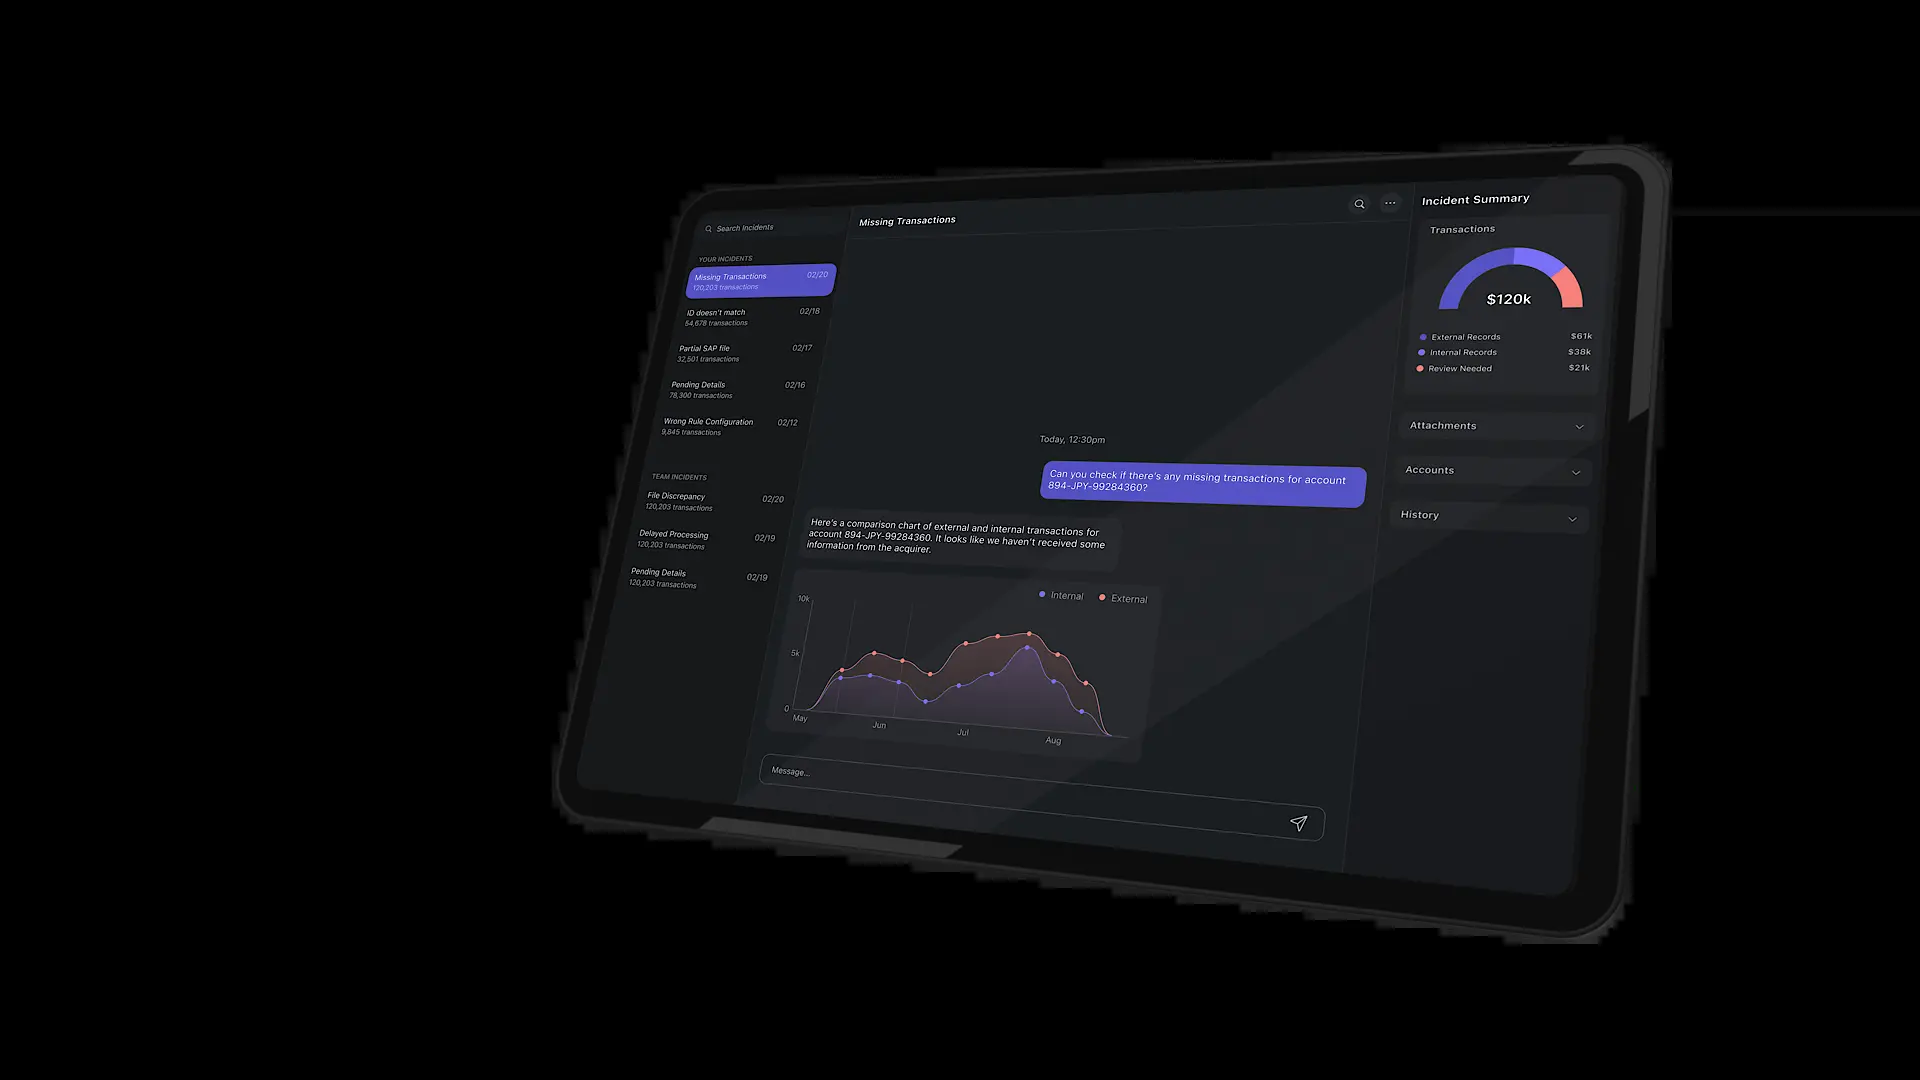 Search Incidents
YOUR INCIDENTS
Missing Transactions 02/20
120,203 transactions
ID doesn't match 02/18
54,678 transactions
Partial SAP file 02/17
32,501 transactions
Pending Details 02/16
78,300 transactions
Wrong Rule Configuration 02/12
9,845 transactions
TEAM INCIDENTS
File Discrepancy 02/20
120,203 transactions
Delayed Processing 02/19
120,203 transactions
Pending Details 02/19
120,203 transactions
Missing Transactions
Today, 12:30pm
Can you check if there's any missing transactions for account
894-JPY-99284360?
Here's a comparison chart of external and internal transactions for
account 894-JPY-99284360. It looks like we haven't received some
information from the acquirer.
Internal External
10k
5k
0
May Jun Jul Aug
Message...
Incident Summary
Transactions
$120k
External Records $61k
Internal Records $38k
Review Needed $21k
Attachments
Accounts
History